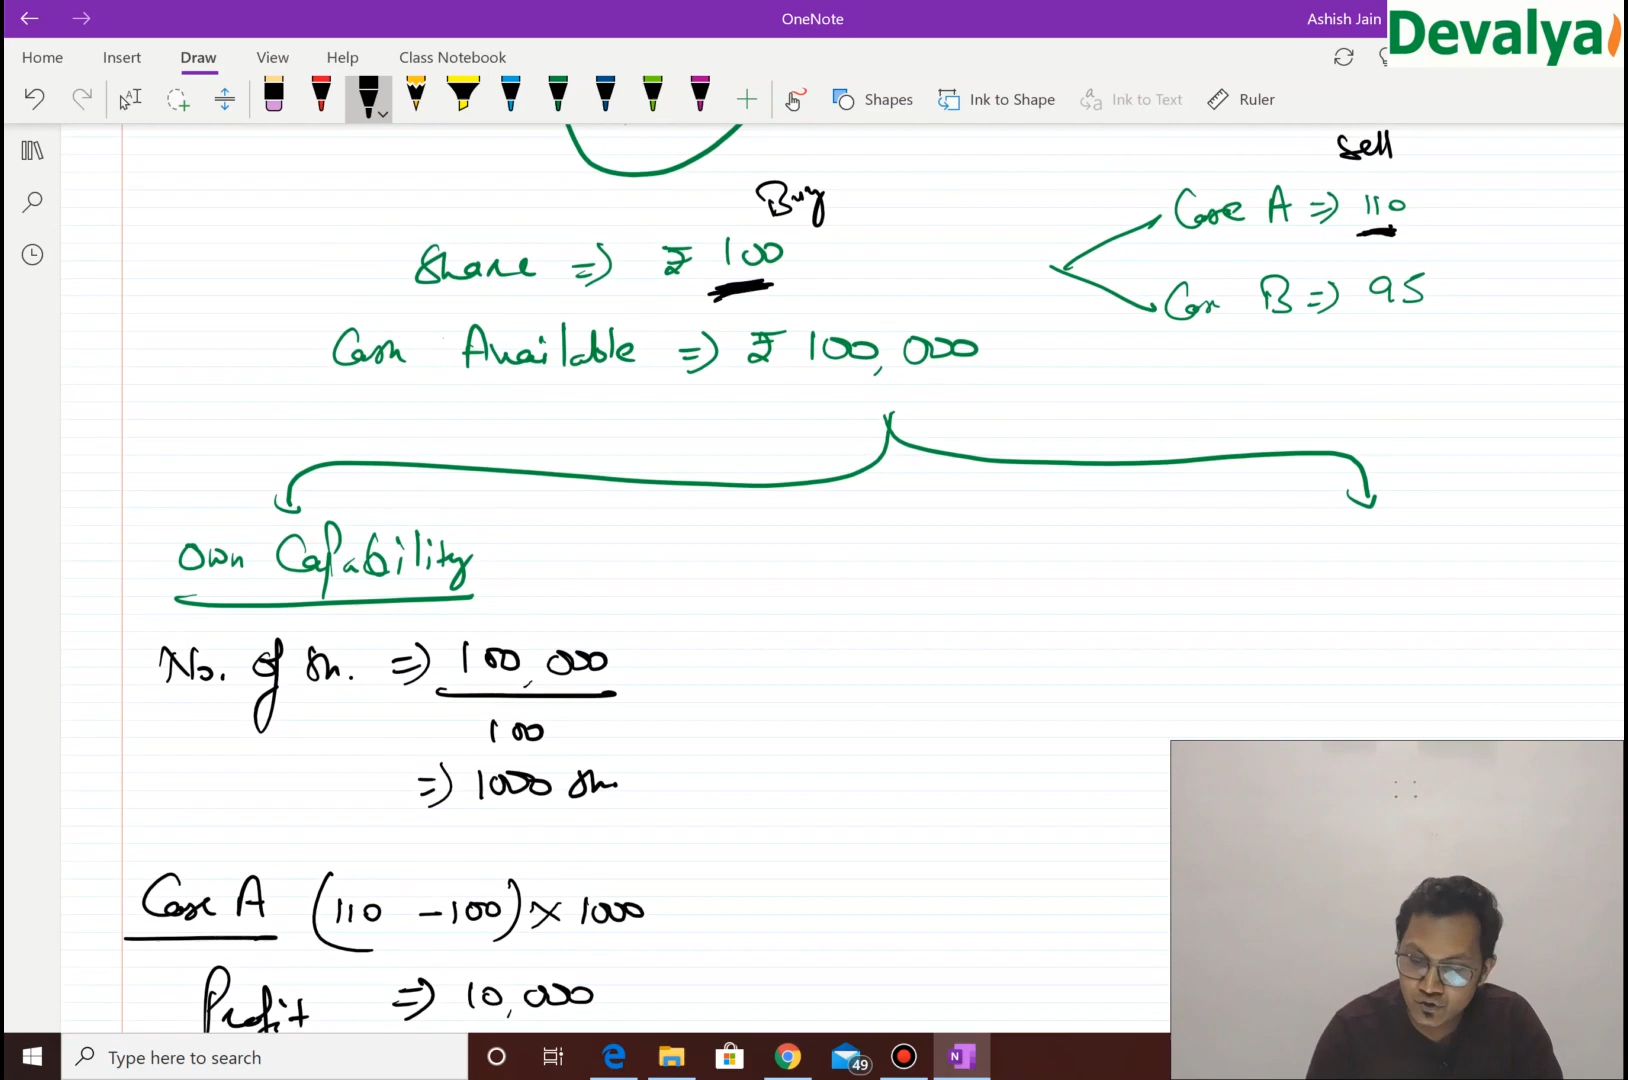 OneNote
Ashish Jain
Devalya
Home Insert Draw View Help Class Notebook
Shapes Ink to Shape Ink to Text Ruler
Sell
Buy
Case A => 110
Share => ₹ 100
Case B => 95
Cash Available => ₹ 100,000
Own Capability
No. of Sh. => 100,000
100
=> 1000 Sh.
Case A (110 - 100) × 1000
Profit => 10,000
Type here to search
49
N